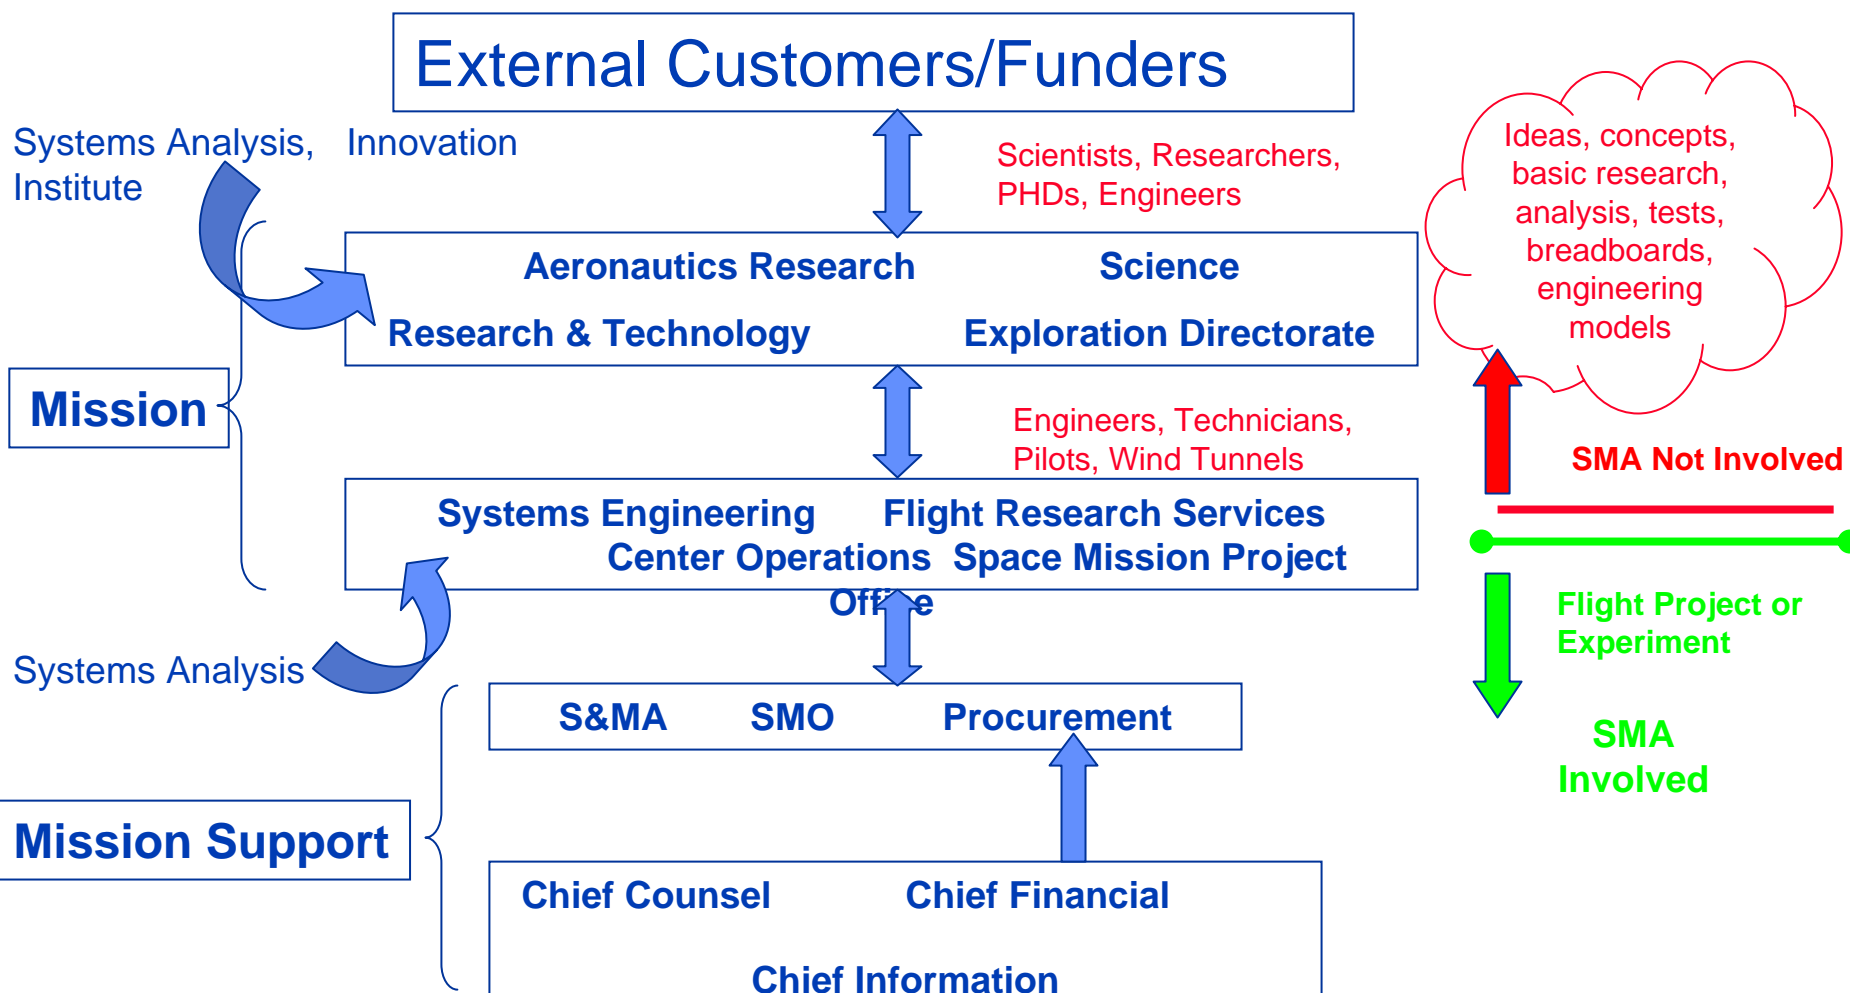 External Customers/Funders
Systems Analysis, Innovation
Institute
Scientists, Researchers,
PHDs, Engineers
Ideas, concepts,
basic research,
analysis, tests,
breadboards,
engineering
models
Aeronautics Research Science
Research & Technology Exploration Directorate
Mission
Engineers, Technicians,
Pilots, Wind Tunnels
SMA Not Involved
Systems Engineering Flight Research Services
Center Operations Space Mission Project
Office
Flight Project or
Experiment
Systems Analysis
S&MA SMO Procurement
SMA
Involved
Mission Support
Chief Counsel Chief Financial
Chief Information